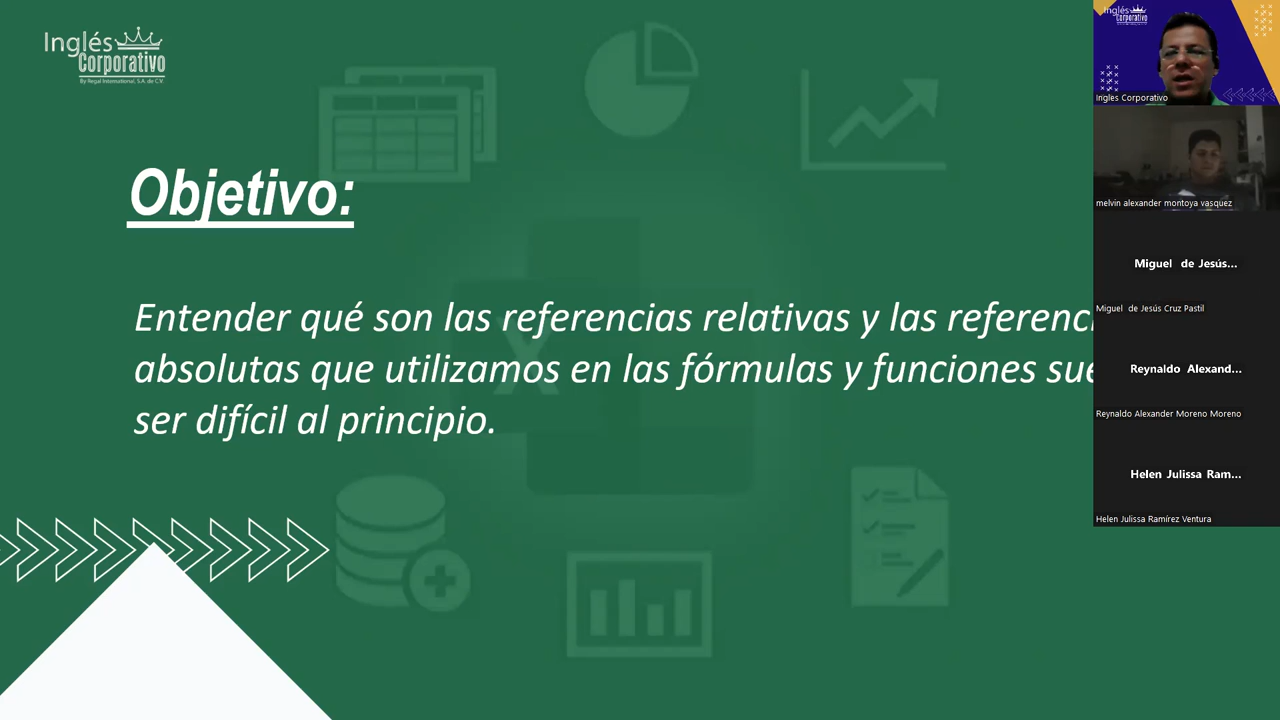 Inglés
Corporativo
By Regal International, S.A. de C.V.
Objetivo:
Entender qué son las referencias relativas y las referenci
absolutas que utilizamos en las fórmulas y funciones sue
ser difícil al principio.
Inglés
Corporativo
Ingles Corporativo
melvin alexander montoya vasquez
Miguel de Jesús...
Miguel de Jesús Cruz Pastil
Reynaldo Alexand...
Reynaldo Alexander Moreno Moreno
Helen Julissa Ram...
Helen Julissa Ramírez Ventura